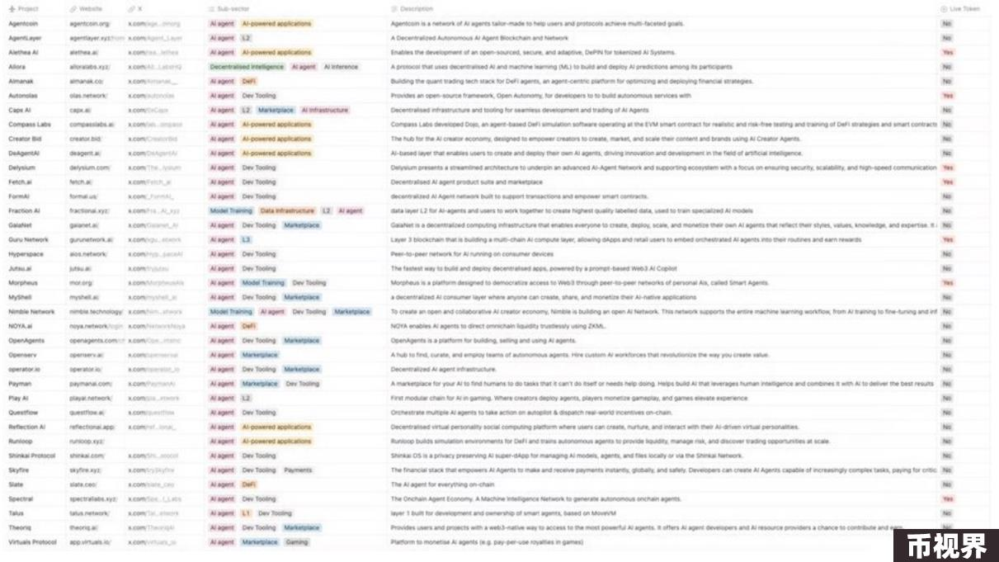 Project Website X Sub-sector Description Live Token
Agentcoin agentcoin.org/ x.com/ AI agent AI-powered applications Agentcoin is a network of AI agents tailor-made to help users and protocols achieve multi-faceted goals. No
AgentLayer agentlayer.xyz/ x.com/Agent_Layer AI agent L2 A Decentralized Autonomous AI Agent Blockchain and Network No
Alethea AI alethea.ai/ x.com/ AI agent AI-powered applications Enables the development of an open-sourced, secure, and adaptive, DePIN for tokenized AI Systems. Yes
Allora alloralabs.xyz/ x.com/ Decentralised Intelligence AI agent AI Inference A protocol that uses decentralised AI and machine learning (ML) to build and deploy AI predictions among its participants No
Almanak almanak.co/ x.com/Almanak__ AI agent DeFi Building the quant trading tech stack for DeFi agents, an agent-centric platform for optimizing and deploying financial strategies. No
Autonolas olas.network/ x.com/autonolas AI agent Dev Tooling Provides an open-source framework, Open Autonomy, for developers to to build autonomous services with Yes
Capx AI capx.ai/ x.com/0xCapx AI agent L2 Marketplace AI Infrastructure Decentralised infrastructure and tooling for seamless development and trading of AI Agents No
Compass Labs compasslabs.ai/ x.com/ AI agent AI-powered applications Compass Labs developed Dojo, an agent-based DeFi simulation software operating at the EVM smart contract for realistic and risk-free testing and training of DeFi strategies and smart contracts No
Creator Bid creator.bid/ x.com/CreatorBid AI agent AI-powered applications The hub for the AI creator economy, designed to empower creators to create, market, and scale their content and brands using AI Creator Agents. No
DeAgentAI deagent.ai/ x.com/DeAgentAI AI agent AI-powered applications AI-based layer that enables users to create and deploy their own AI agents, driving innovation and development in the field of artificial intelligence. No
Delysium delysium.com/ x.com/The...lysium AI agent Dev Tooling Delysium presents a streamlined architecture to underpin an advanced AI-Agent Network and supporting ecosystem with a focus on ensuring security, scalability, and high-speed communication Yes
Fetch.ai fetch.ai/ x.com/Fetch_ai AI agent Dev Tooling Decentralised AI agent product suite and marketplace Yes
FormAI formai.us/ x.com/_FormAI_ AI agent Dev Tooling decentralized AI Agent network built to support transactions and empower smart contracts. No
Fraction AI fractionai.xyz/ x.com/Fra...AI_xyz Model Training Data Infrastructure L2 AI agent data layer L2 for AI-agents and users to work together to create highest quality labelled data, used to train specialized AI models No
GaiaNet gaianet.ai/ x.com/Gaianet_AI AI agent Dev Tooling Marketplace GaiaNet is a decentralized computing infrastructure that enables everyone to create, deploy, scale, and monetize their own AI agents that reflect their styles, values, knowledge, and expertise. It No
Guru Network gurunetwork.ai/ x.com/ AI agent L3 Layer 3 blockchain that is building a multi-chain AI compute layer, allowing dApps and retail users to embed orchestrated AI agents into their routines and earn rewards Yes
Hyperspace aios.network/ x.com/Hyp...paceAI AI agent Dev Tooling Peer-to-peer network for AI running on consumer devices No
Jutsu.ai jutsu.ai/ x.com/tryjutsu AI agent Dev Tooling The fastest way to build and deploy decentralised apps, powered by a prompt-based Web3 AI Copilot No
Morpheus mor.org/ x.com/MorpheusAIs AI agent Model Training Dev Tooling Morpheus is a platform designed to democratize access to Web3 through peer-to-peer networks of personal AIs, called Smart Agents. Yes
MyShell myshell.ai/ x.com/myshell_ai AI agent Dev Tooling Marketplace a decentralized AI consumer layer where anyone can create, share, and monetize their AI-native applications No
Nimble Network nimble.technology/ x.com/Nim...etwork Model Training AI agent Dev Tooling Marketplace To create an open and collaborative AI creator economy, Nimble is building an open AI Network. This network supports the entire machine learning workflow, from AI training to fine-tuning and inf No
NOYA.ai noya.network/login x.com/NetworkNoya AI agent DeFi NOYA enables AI agents to direct omnichain liquidity trustlessly using ZKML. No
OpenAgents openagents.com/ x.com/ AI agent Dev Tooling Marketplace OpenAgents is a platform for building, selling and using AI agents. No
Openserv openserv.ai/ x.com/openservai AI agent Marketplace A hub to find, curate, and employ teams of autonomous agents. Hire custom AI workforces that revolutionize the way you create value. No
operator.io operator.io/ x.com/operator_io AI agent Dev Tooling Marketplace Decentralized AI agent infrastructure. No
Payman paymanai.com/ x.com/PaymanAI AI agent Marketplace Dev Tooling A marketplace for your AI to find humans to do tasks that it can't do itself or needs help doing. Helps build AI that leverages human intelligence and combines it with AI to deliver the best results No
Play AI playai.network/ x.com/pla...etwork AI agent L2 First modular chain for AI in gaming. Where creators deploy agents, players monetize gameplay, and games elevate experience No
Questflow questflow.ai/ x.com/questflow AI agent Dev Tooling Orchestrate multiple AI agents to take action on autopilot & dispatch real-world incentives on-chain. No
Reflection AI reflectional.app/ x.com/ AI agent AI-powered applications Decentralised virtual personality social computing platform where users can create, nurture, and interact with their AI-driven virtual personalities. No
Runloop runloop.xyz/ AI agent AI-powered applications Runloop builds simulation environments for DeFi and trains autonomous agents to provide liquidity, manage risk, and discover trading opportunities at scale. No
Shinkai Protocol shinkai.com/ x.com/Shi...otocol AI agent Dev Tooling Shinkai OS is a privacy preserving AI super-dApp for managing AI models, agents, and files locally or via the Shinkai Network. No
Skyfire skyfire.xyz/ x.com/trySkyfire AI agent Dev Tooling Payments The financial stack that empowers AI Agents to make and receive payments instantly, globally, and safely. Developers can create AI Agents capable of increasingly complex tasks, paying for critic No
Slate slate.ceo/ x.com/slate_ceo AI agent DeFi The AI agent for everything on-chain No
Spectral spectrallabs.xyz/ x.com/Spe...l_Labs AI agent Dev Tooling The Onchain Agent Economy. A Machine Intelligence Network to generate autonomous onchain agents. Yes
Talus talus.network/ x.com/Tal...etwork AI agent L1 Dev Tooling layer 1 built for development and ownership of smart agents, based on MoveVM No
Theoriq theoriq.ai/ x.com/TheoriqAI AI agent Dev Tooling Marketplace Provides users and projects with a web3-native way to access to the most powerful AI agents. It offers AI agent developers and AI resource providers a chance to contribute and earn. No
Virtuals Protocol app.virtuals.io/ x.com/virtuals_io AI agent Marketplace Gaming Platform to monetise AI agents (e.g. pay-per-use royalties in games)
币视界